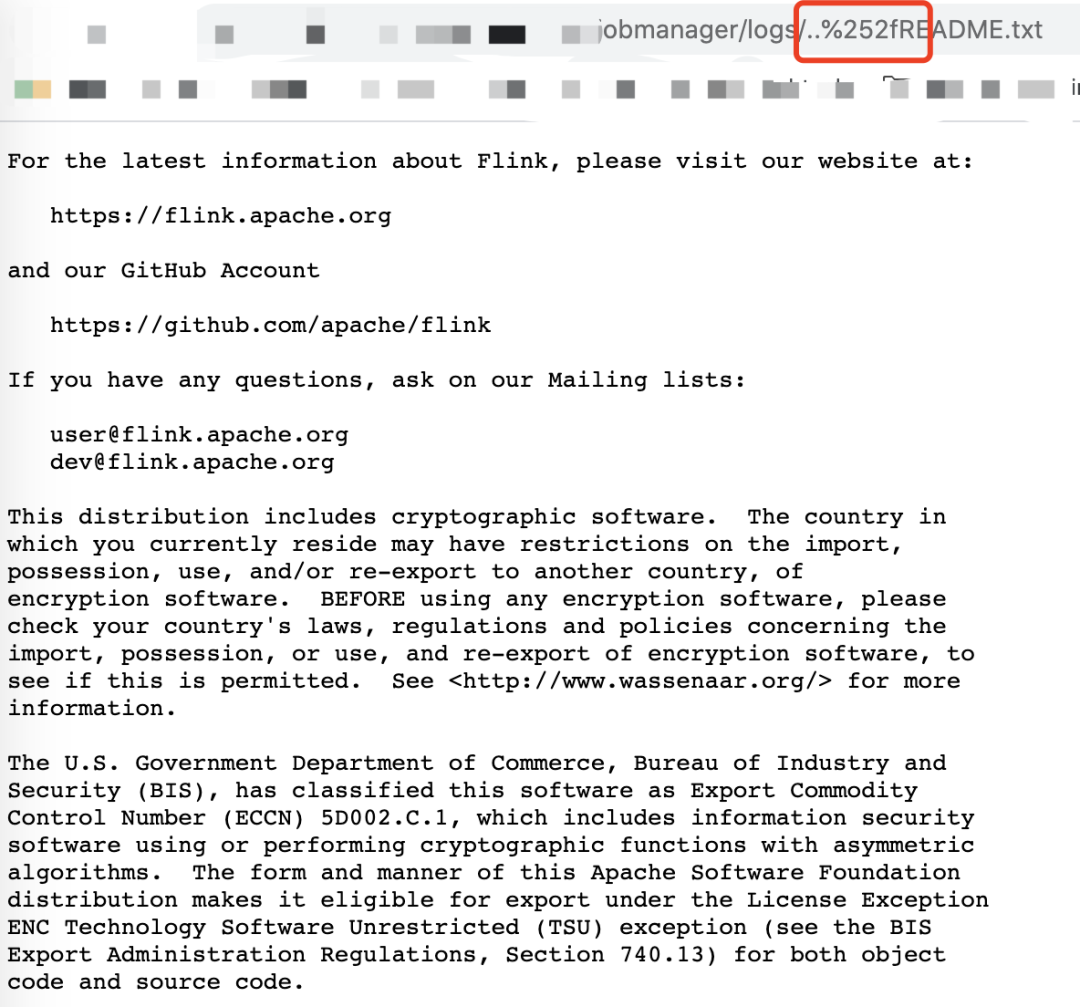 jobmanager/logs/..%252fREADME.txt
For the latest information about Flink, please visit our website at:
https://flink.apache.org
and our GitHub Account
https://github.com/apache/flink
If you have any questions, ask on our Mailing lists:
user@flink.apache.org
dev@flink.apache.org
This distribution includes cryptographic software.  The country in
which you currently reside may have restrictions on the import,
possession, use, and/or re-export to another country, of
encryption software.  BEFORE using any encryption software, please
check your country's laws, regulations and policies concerning the
import, possession, or use, and re-export of encryption software, to
see if this is permitted.  See <http://www.wassenaar.org/> for more
information.
The U.S. Government Department of Commerce, Bureau of Industry and
Security (BIS), has classified this software as Export Commodity
Control Number (ECCN) 5D002.C.1, which includes information security
software using or performing cryptographic functions with asymmetric
algorithms.  The form and manner of this Apache Software Foundation
distribution makes it eligible for export under the License Exception
ENC Technology Software Unrestricted (TSU) exception (see the BIS
Export Administration Regulations, Section 740.13) for both object
code and source code.